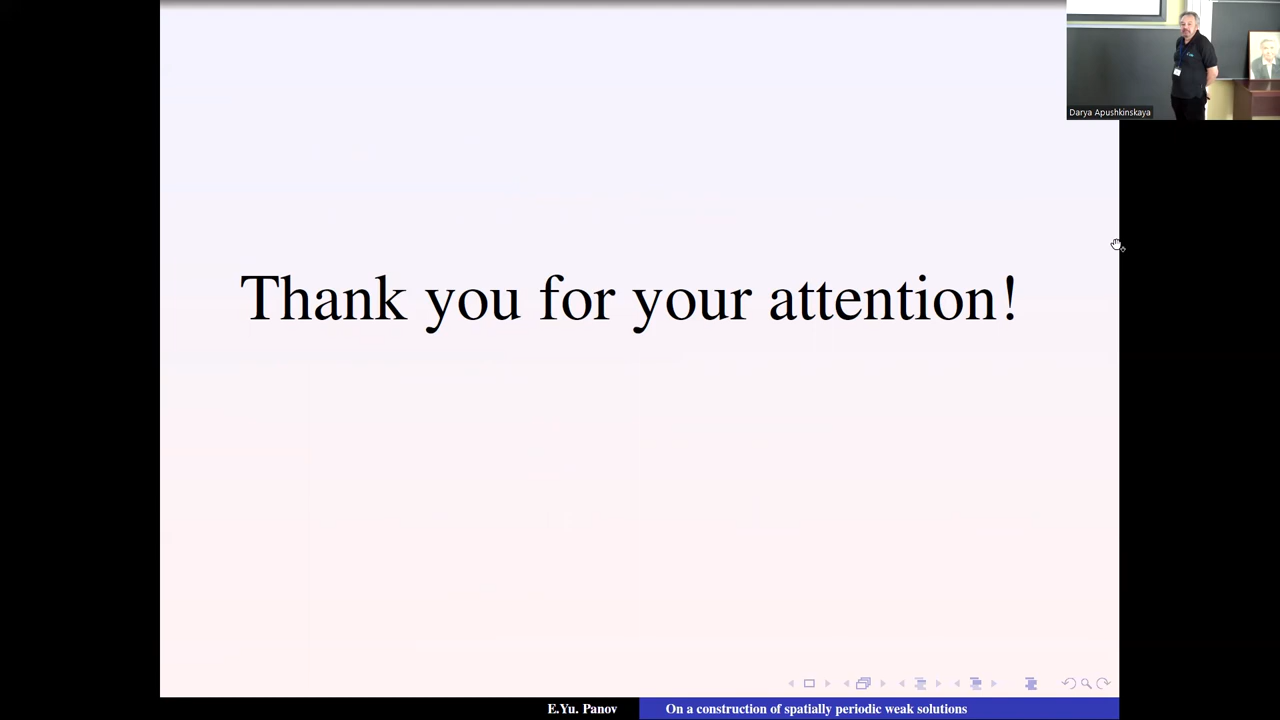 Darya Apushkinskaya
Thank you for your attention!
E.Yu. Panov
On a construction of spatially periodic weak solutions